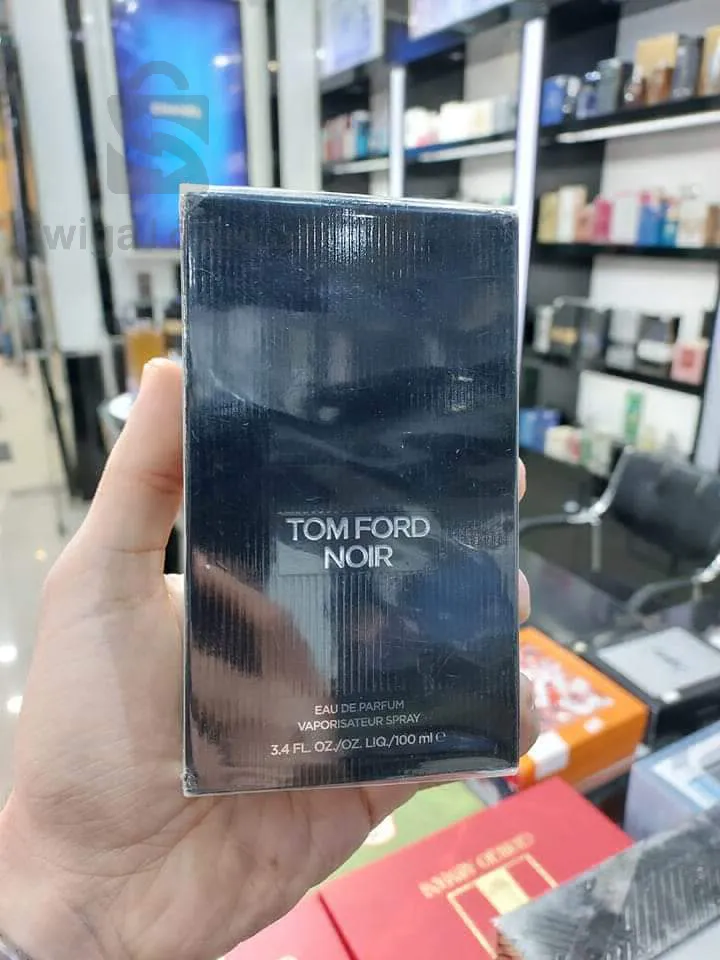 TOM FORD
NOIR
EAU DE PARFUM
VAPORISATEUR SPRAY
3.4 FL. OZ./OZ. LIQ./100 ml ℮